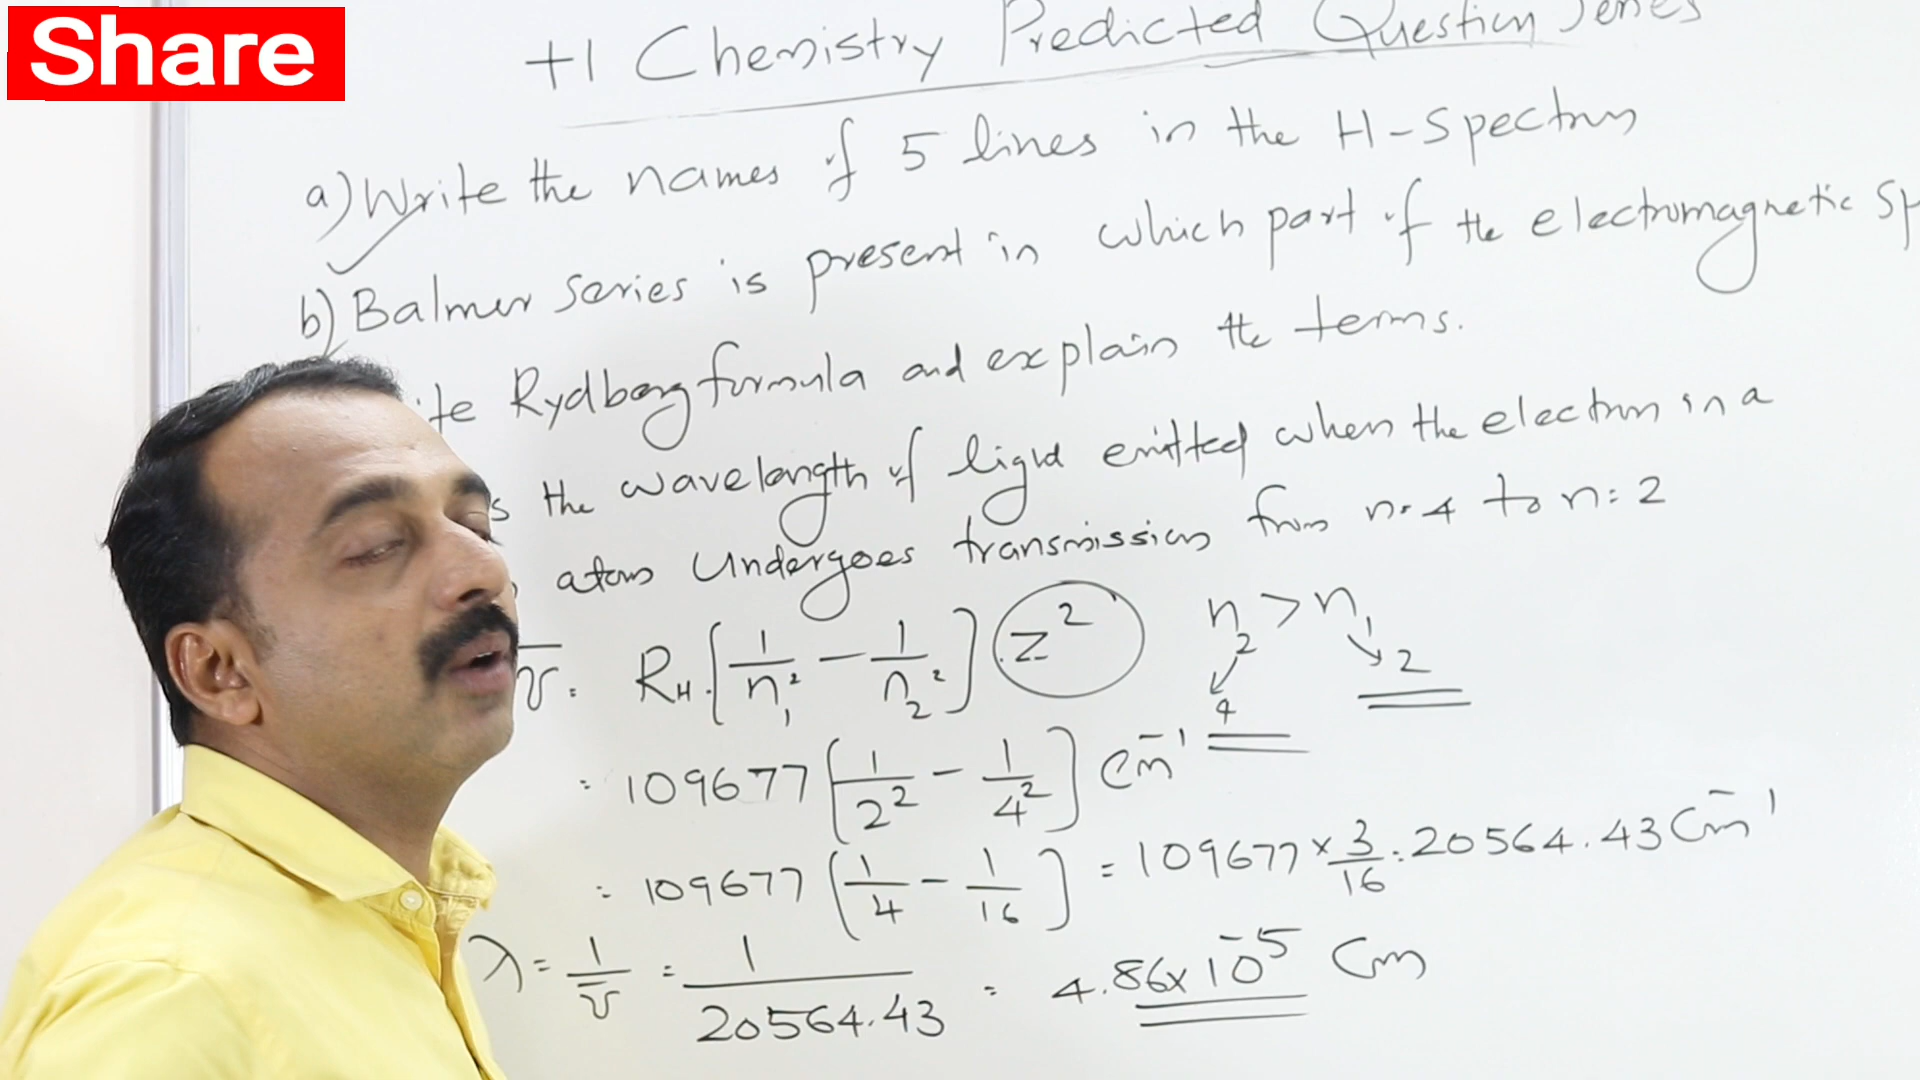 Share
+1 Chemistry Predicted Question Series
a) Write the names of 5 lines in the H-Spectrum
b) Balmer Series is present in which part of the electromagnetic Sp
ite Rydberg formula and explain the terms.
s the wavelength of light emitted when the electron in a
atom Undergoes transmission from n=4 to n=2
v̅ = R_H [1/n₁² − 1/n₂²] Z²
n₂ > n₁
4
2
= 109677 [1/2² − 1/4²] cm⁻¹
= 109677 [1/4 − 1/16] = 109677 × 3/16 = 20564.43 cm⁻¹
λ = 1/v̅ = 1/20564.43 = 4.86×10⁻⁵ Cm